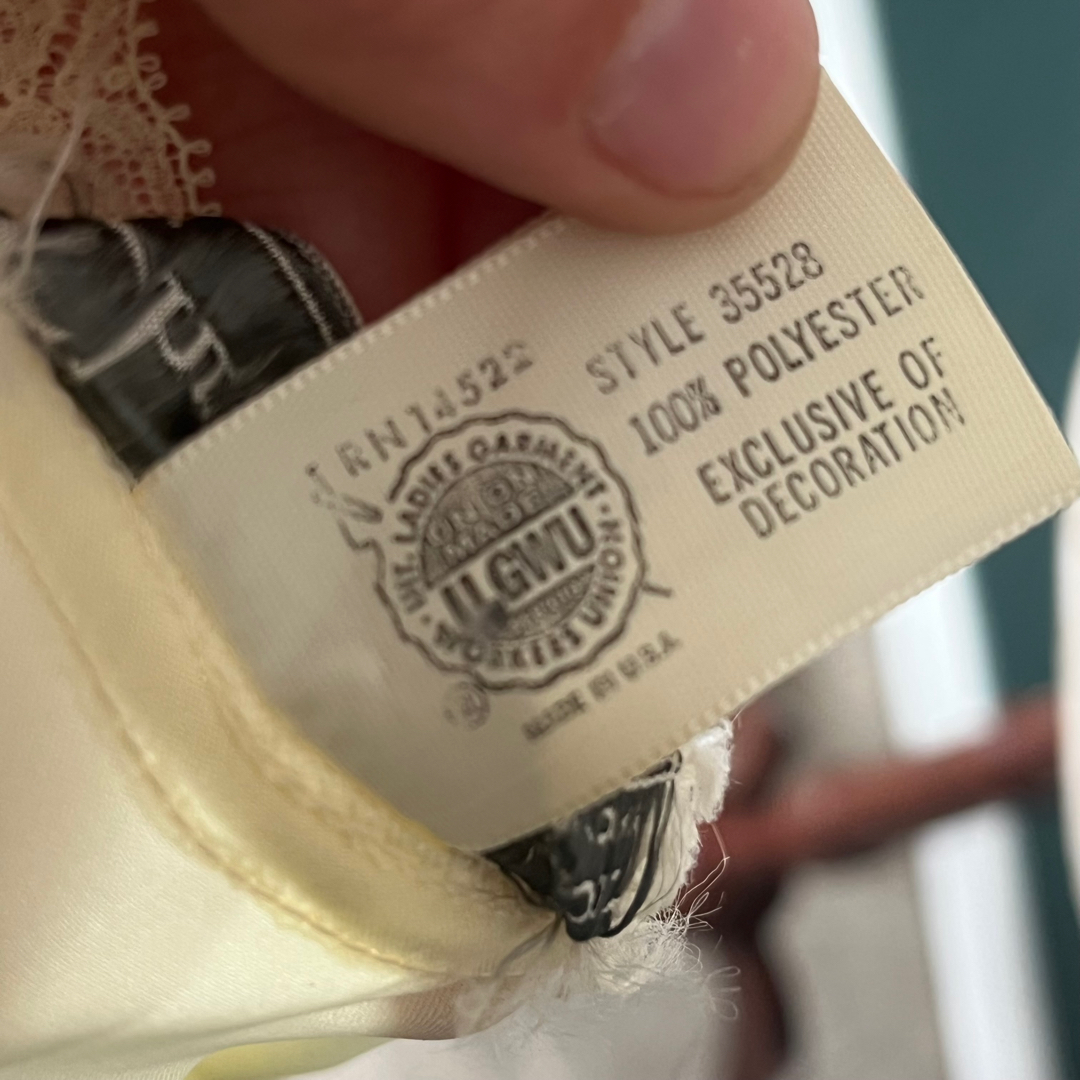 RN 14522
STYLE 35528
100% POLYESTER
EXCLUSIVE OF
DECORATION
INT. LADIES GARMENT WORKERS UNION
UNION
MADE
ILGWU
®
MADE IN U.S.A.